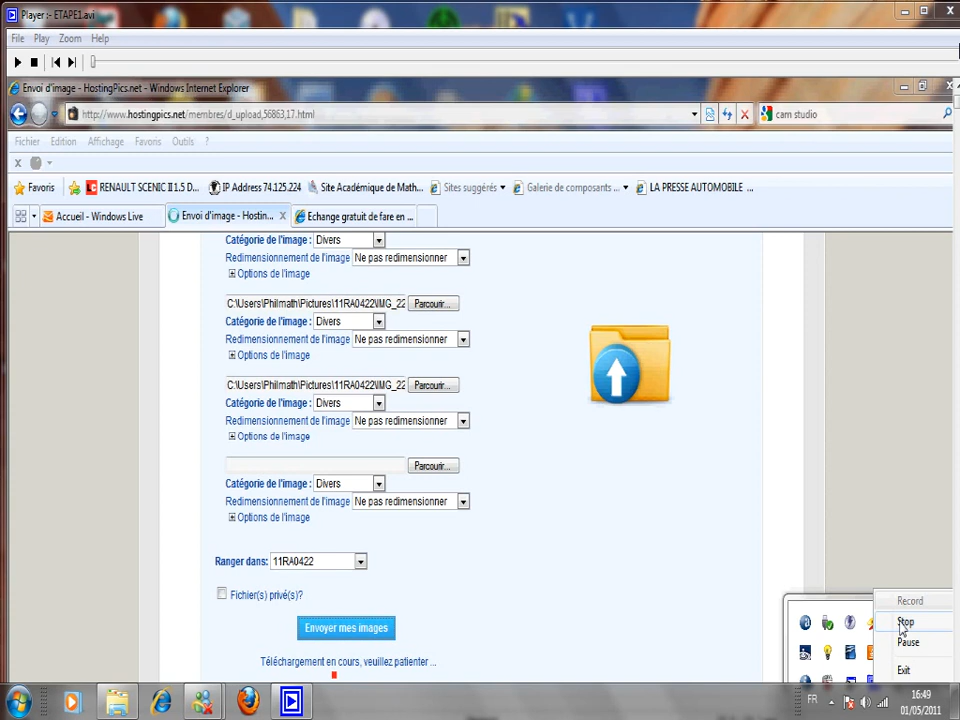 Player :- ETAPE1.avi
File Play Zoom Help
Envoi d'image - HostingPics.net - Windows Internet Explorer
http://www.hostingpics.net/membres/d_upload,56863,17.html
cam studio
Fichier Edition Affichage Favoris Outils ?
X
Favoris
RENAULT SCENIC II 1.5 D...
IP Address 74.125.224
Site Académique de Math...
Sites suggérés
Galerie de composants ...
LA PRESSE AUTOMOBILE ...
Accueil - Windows Live
Envoi d'image - Hostin...
Echange gratuit de fare en ...
Catégorie de l'image : Divers
Redimensionnement de l'image Ne pas redimensionner
Options de l'image
C:\Users\Philmath\Pictures\11RA0422\IMG_22 Parcourir...
Catégorie de l'image : Divers
Redimensionnement de l'image Ne pas redimensionner
Options de l'image
C:\Users\Philmath\Pictures\11RA0422\IMG_22 Parcourir...
Catégorie de l'image : Divers
Redimensionnement de l'image Ne pas redimensionner
Options de l'image
Parcourir...
Catégorie de l'image : Divers
Redimensionnement de l'image Ne pas redimensionner
Options de l'image
Ranger dans: 11RA0422
Fichier(s) privé(s)?
Envoyer mes images
Téléchargement en cours, veuillez patienter ...
Record
Stop
Pause
Exit
FR
16:49
01/05/2011